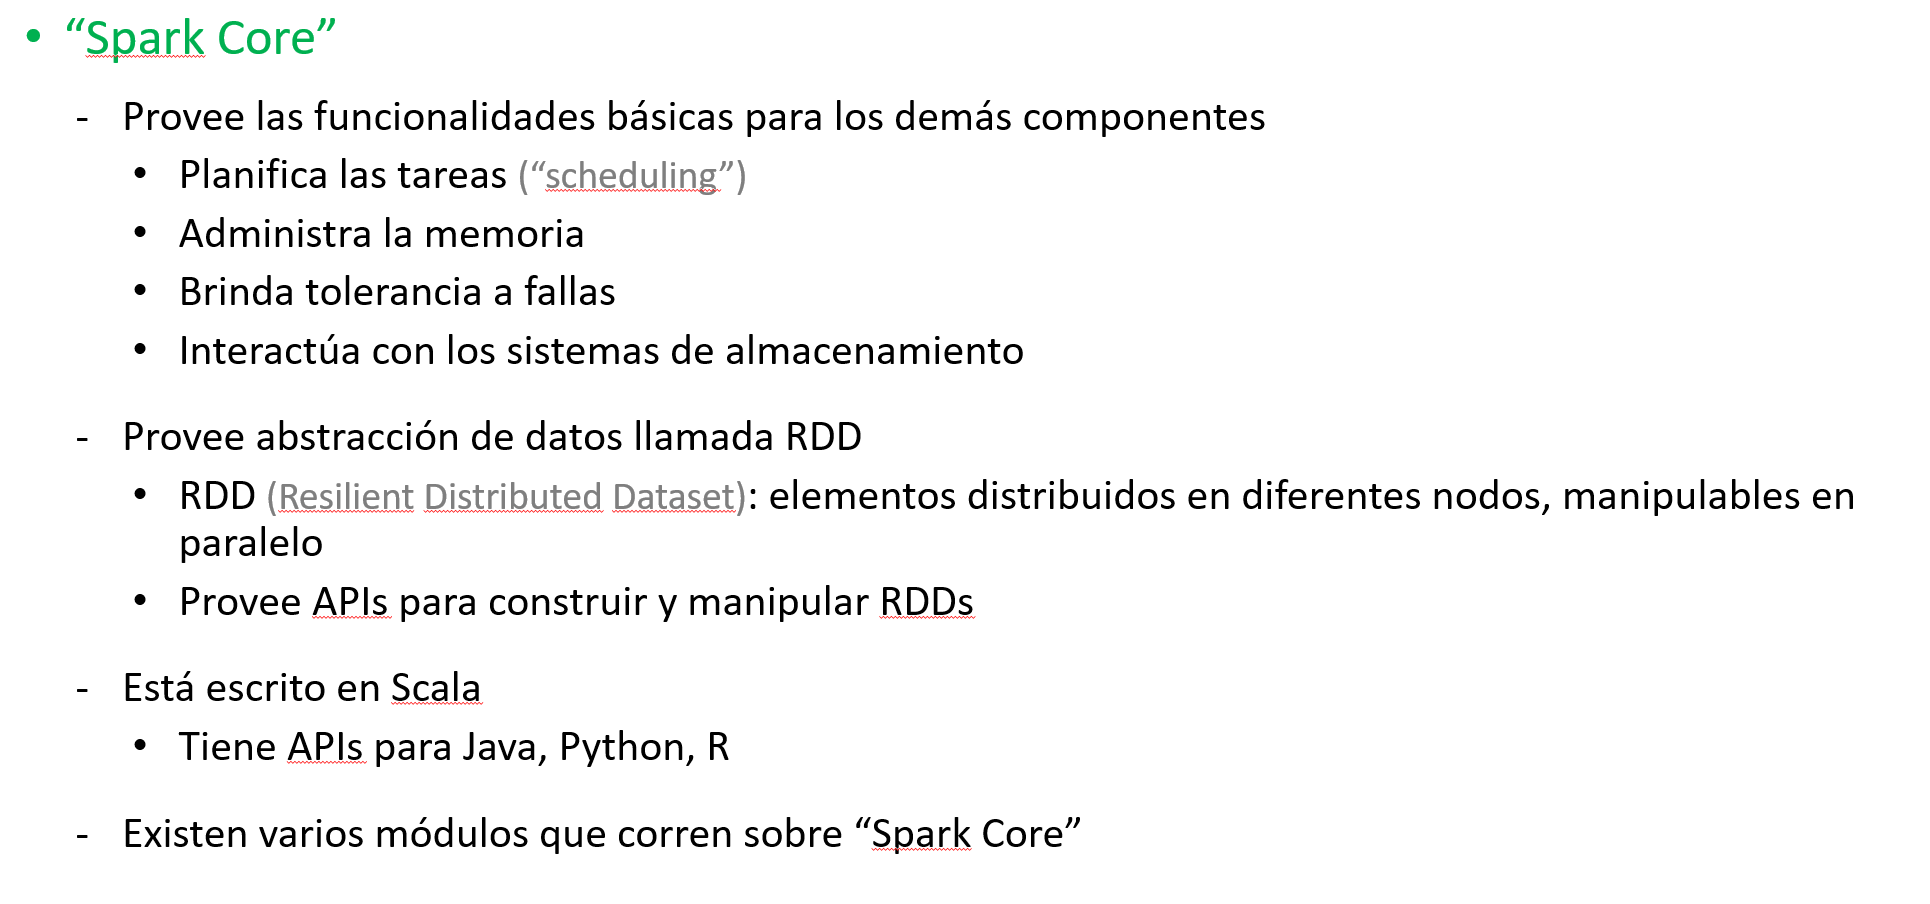 • “Spark Core”
- Provee las funcionalidades básicas para los demás componentes
• Planifica las tareas (“scheduling”)
• Administra la memoria
• Brinda tolerancia a fallas
• Interactúa con los sistemas de almacenamiento
- Provee abstracción de datos llamada RDD
• RDD (Resilient Distributed Dataset): elementos distribuidos en diferentes nodos, manipulables en
paralelo
• Provee APIs para construir y manipular RDDs
- Está escrito en Scala
• Tiene APIs para Java, Python, R
- Existen varios módulos que corren sobre “Spark Core”